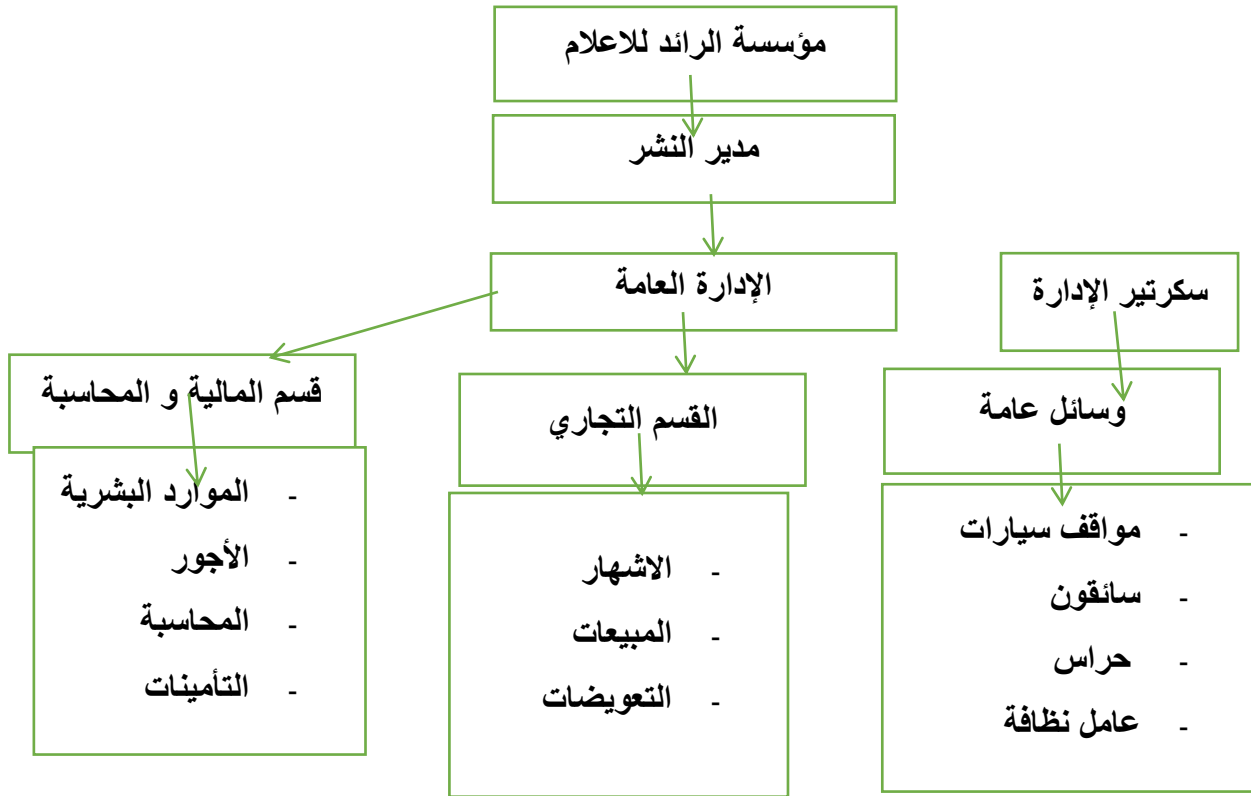 مؤسسة الرائد للاعلام
مدير النشر
الإدارة العامة
سكرتير الإدارة
وسائل عامة
- مواقف سيارات
- سائقون
- حراس
- عامل نظافة
القسم التجاري
- الاشهار
- المبيعات
- التعويضات
قسم المالية و المحاسبة
- الموارد البشرية
- الأجور
- المحاسبة
- التأمينات